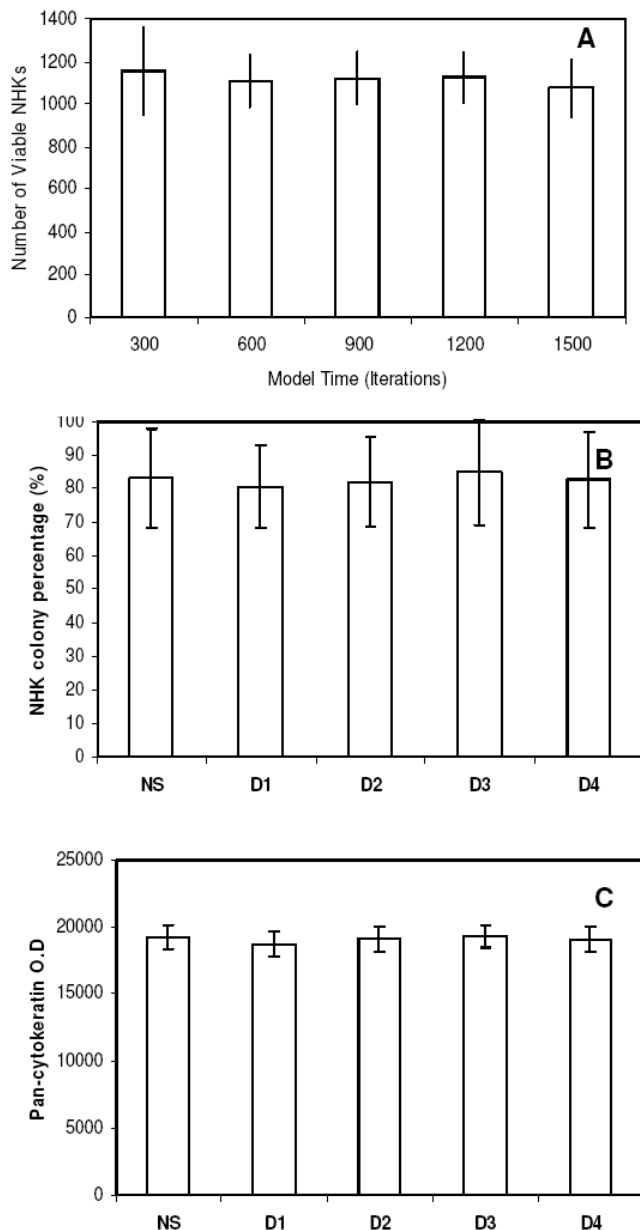 A
Number of Viable NHKs
1400
1200
1000
800
600
400
200
0
300 600 900 1200 1500
Model Time (Iterations)
B
NHK colony percentage (%)
100
90
80
70
60
50
40
30
20
10
0
NS D1 D2 D3 D4
C
Pan-cytokeratin O.D
25000
20000
15000
10000
5000
0
NS D1 D2 D3 D4